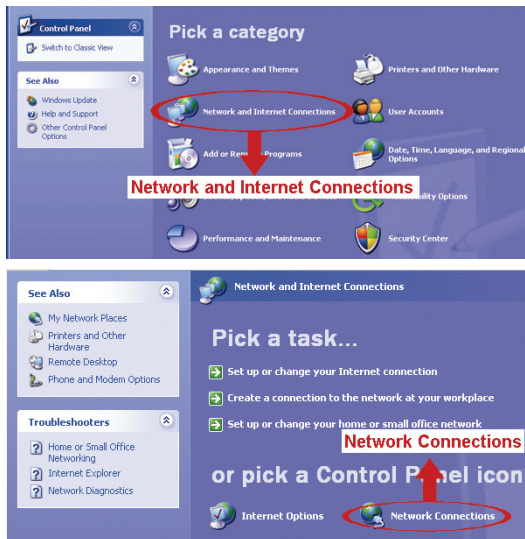 Control Panel
Switch to Classic View
See Also
Windows Update
Help and Support
Other Control Panel
Options
Pick a category
Appearance and Themes
Printers and Other Hardware
Network and Internet Connections
User Accounts
Add or Remove Programs
Date, Time, Language, and Regional
Options
Network and Internet Connections
Options
Performance and Maintenance
Security Center
See Also
My Network Places
Printers and Other
Hardware
Remote Desktop
Phone and Modem Options
Troubleshooters
Home or Small Office
Networking
Internet Explorer
Network Diagnostics
Network and Internet Connections
Pick a task...
Set up or change your Internet connection
Create a connection to the network at your workplace
Set up or change your home or small office network
Network Connections
or pick a Control Panel icon
Internet Options
Network Connections